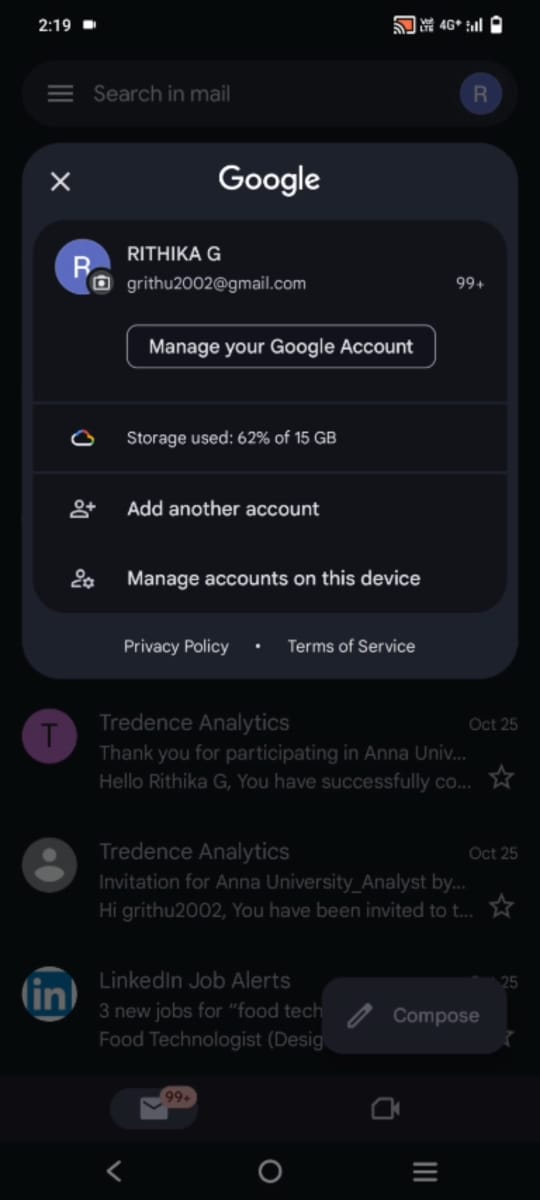 2:19
Vo LTE 4G+
Search in mail
R
Google
R
RITHIKA G
grithu2002@gmail.com
99+
Manage your Google Account
Storage used: 62% of 15 GB
Add another account
Manage accounts on this device
Privacy Policy • Terms of Service
T
Tredence Analytics
Oct 25
Thank you for participating in Anna Univ...
Hello Rithika G, You have successfully co...
Tredence Analytics
Oct 25
Invitation for Anna University_Analyst by...
Hi grithu2002, You have been invited to t...
in
LinkedIn Job Alerts
25
3 new jobs for “food tech
Food Technologist (Desig
Compose
99+